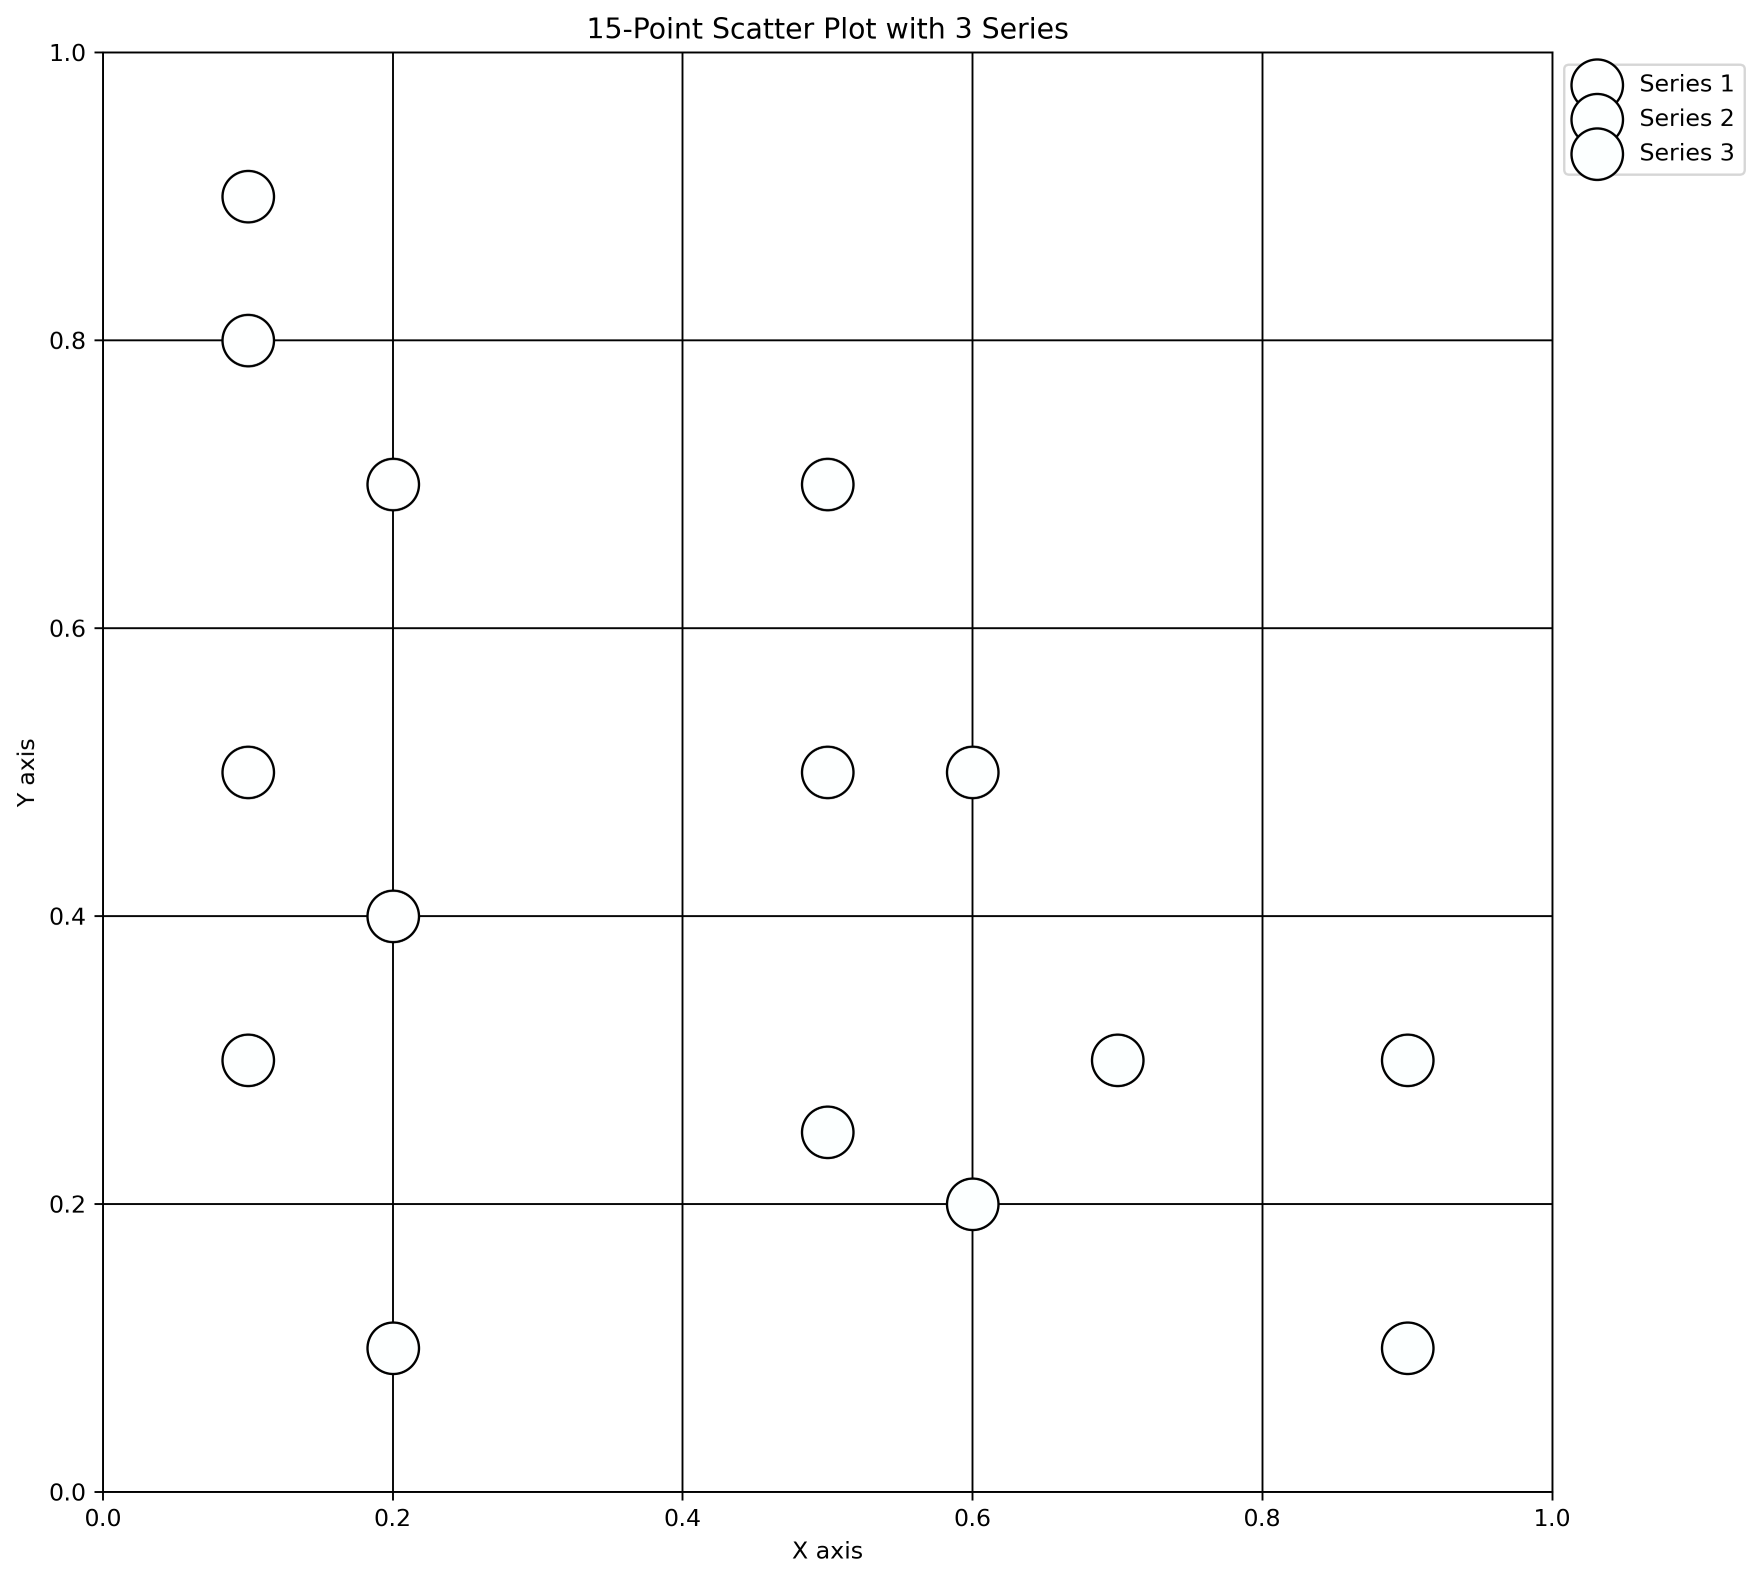 15-Point Scatter Plot with 3 Series
1.0
0.8
0.6
0.4
0.2
0.0
Y axis
0.0 0.2 0.4 0.6 0.8 1.0
X axis
Series 1
Series 2
Series 3